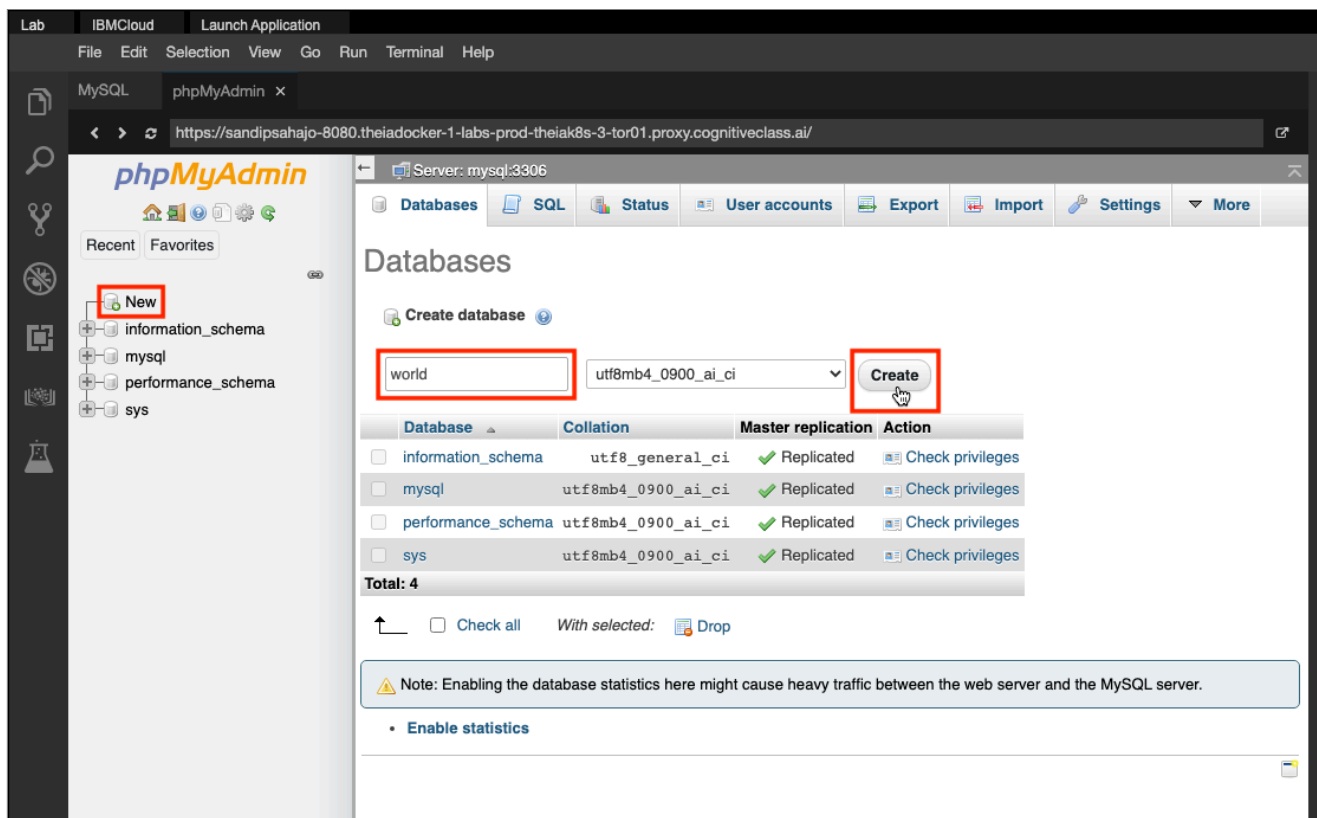 Lab IBMCloud Launch Application
File Edit Selection View Go Run Terminal Help
MySQL phpMyAdmin ×
https://sandipsahajo-8080.theiadocker-1-labs-prod-theiak8s-3-tor01.proxy.cognitiveclass.ai/
phpMyAdmin
Recent Favorites
New
information_schema
mysql
performance_schema
sys
Server: mysql:3306
Databases SQL Status User accounts Export Import Settings More
Databases
Create database
world utf8mb4_0900_ai_ci Create
Database Collation Master replication Action
information_schema utf8_general_ci Replicated Check privileges
mysql utf8mb4_0900_ai_ci Replicated Check privileges
performance_schema utf8mb4_0900_ai_ci Replicated Check privileges
sys utf8mb4_0900_ai_ci Replicated Check privileges
Total: 4
Check all With selected: Drop
Note: Enabling the database statistics here might cause heavy traffic between the web server and the MySQL server.
• Enable statistics